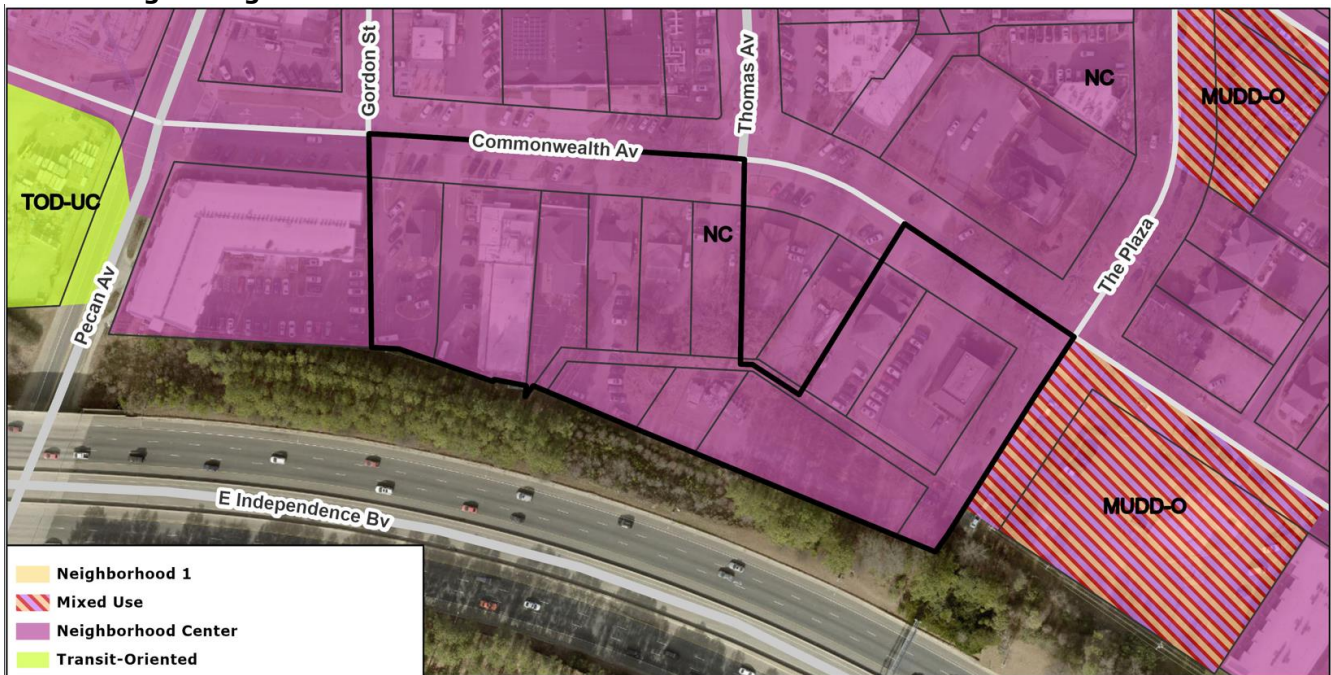 Gordon St
Thomas Av
NC
MUDD-O
Commonwealth Av
TOD-UC
NC
The Plaza
Pecan Av
E Independence Bv
MUDD-O
Neighborhood 1
Mixed Use
Neighborhood Center
Transit-Oriented